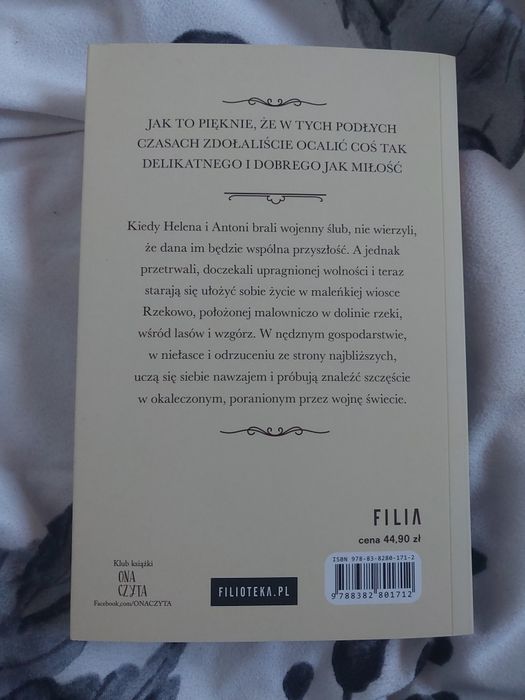 JAK TO PIĘKNIE, ŻE W TYCH PODŁYCH
CZASACH ZDOŁALIŚCIE OCALIĆ COŚ TAK
DELIKATNEGO I DOBREGO JAK MIŁOŚĆ
Kiedy Helena i Antoni brali wojenny ślub, nie wierzyli,
że dana im będzie wspólna przyszłość. A jednak
przetrwali, doczekali upragnionej wolności i teraz
starają się ułożyć sobie życie w maleńkiej wiosce
Rzekowo, położonej malowniczo w dolinie rzeki,
wśród lasów i wzgórz. W nędznym gospodarstwie,
w niełasce i odrzuceniu ze strony najbliższych,
uczą się siebie nawzajem i próbują znaleźć szczęście
w okaleczonym, poranionym przez wojnę świecie.
FILIA
cena 44,90 zł
ISBN 978-83-8280-171-2
9 788382 801712
Klub książki
ONA
CZYTA
Facebook.com/ONACZYTA
FILIOTEKA.PL